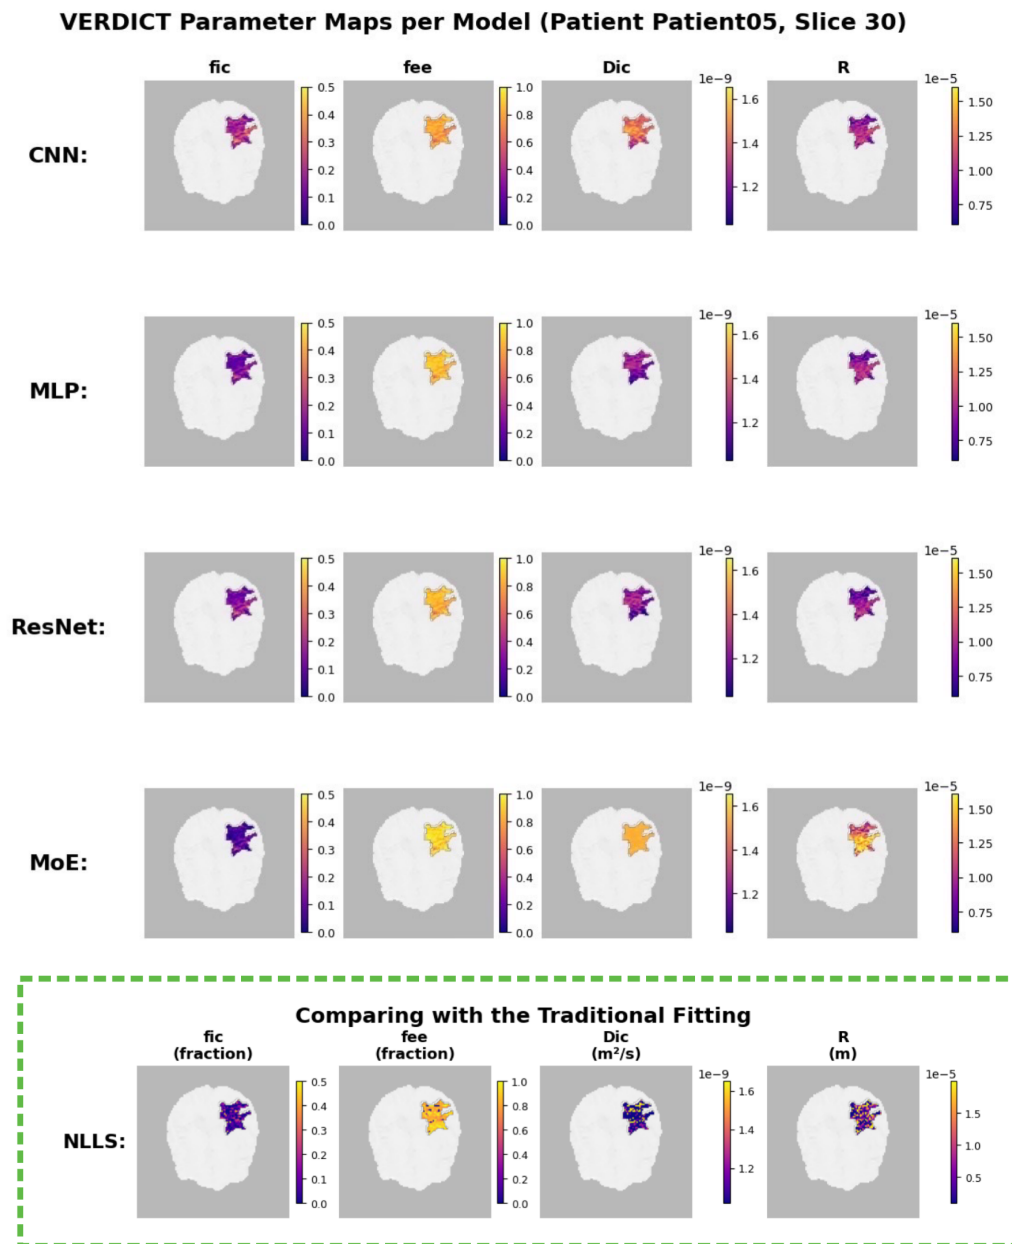 VERDICT Parameter Maps per Model (Patient Patient05, Slice 30)
fic fee Dic R
CNN:
0.5 0.4 0.3 0.2 0.1 0.0
1.0 0.8 0.6 0.4 0.2 0.0
1e−9 1.6 1.4 1.2
1e−5 1.50 1.25 1.00 0.75
MLP:
0.5 0.4 0.3 0.2 0.1 0.0
1.0 0.8 0.6 0.4 0.2 0.0
1e−9 1.6 1.4 1.2
1e−5 1.50 1.25 1.00 0.75
ResNet:
0.5 0.4 0.3 0.2 0.1 0.0
1.0 0.8 0.6 0.4 0.2 0.0
1e−9 1.6 1.4 1.2
1e−5 1.50 1.25 1.00 0.75
MoE:
0.5 0.4 0.3 0.2 0.1 0.0
1.0 0.8 0.6 0.4 0.2 0.0
1e−9 1.6 1.4 1.2
1e−5 1.50 1.25 1.00 0.75
Comparing with the Traditional Fitting
fic fee Dic R
(fraction) (fraction) (m²/s) (m)
NLLS:
0.5 0.4 0.3 0.2 0.1 0.0
1.0 0.8 0.6 0.4 0.2 0.0
1e−9 1.6 1.4 1.2
1e−5 1.5 1.0 0.5